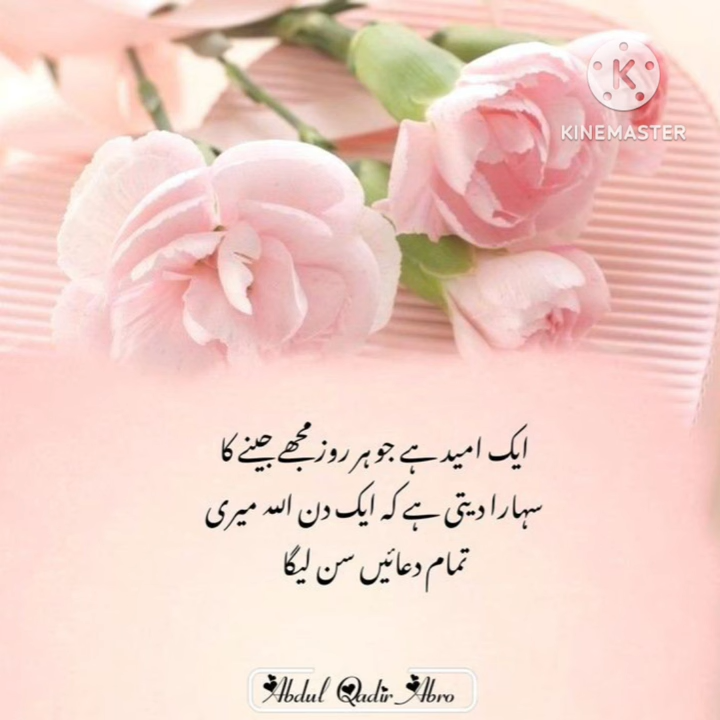 KINEMASTER
ایک امید ہے جو ہر روز مجھے جینے کا
سہارا دیتی ہے کہ ایک دن اللہ میری
تمام دعائیں سن لیگا
Abdul Qadir Abro